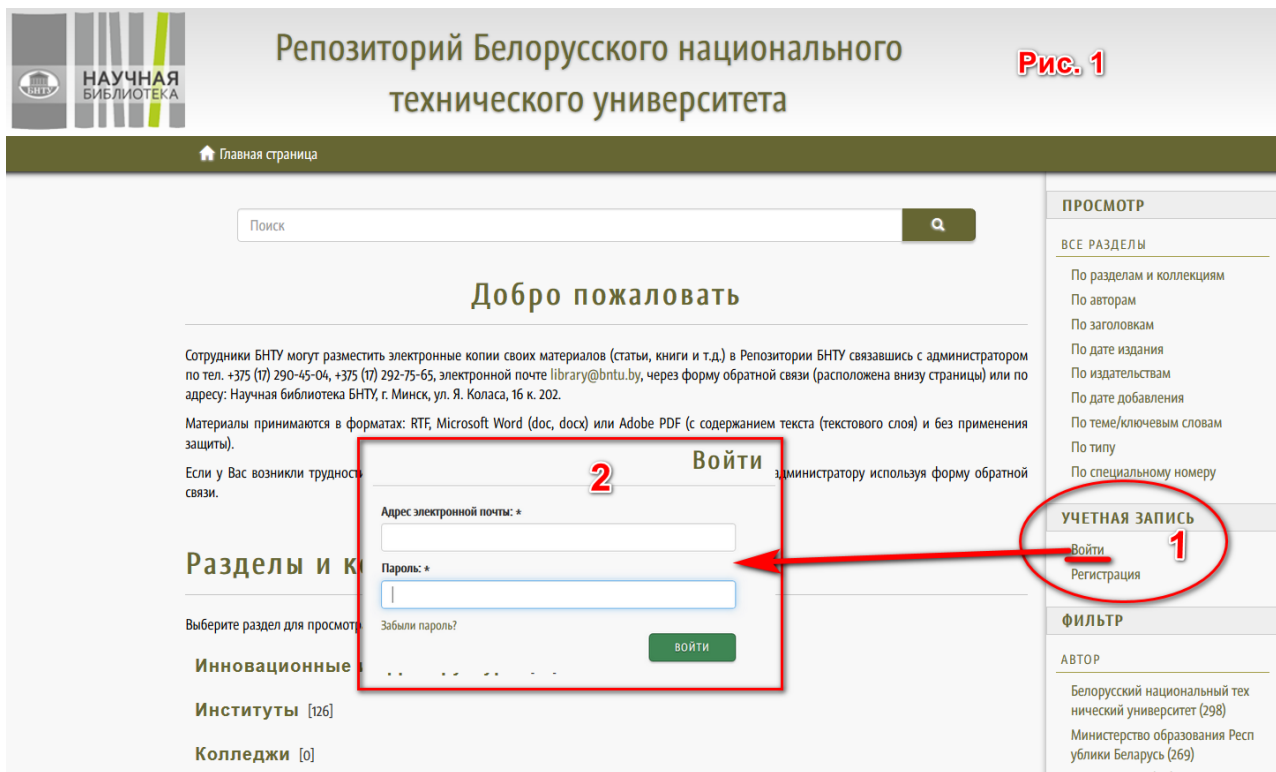 НАУЧНАЯ
БИБЛИОТЕКА
БНТУ
Репозиторий Белорусского национального
технического университета
Рис. 1
Главная страница
Поиск
Добро пожаловать
Сотрудники БНТУ могут разместить электронные копии своих материалов (статьи, книги и т.д.) в Репозитории БНТУ связавшись с администратором
по тел. +375 (17) 290-45-04, +375 (17) 292-75-65, электронной почте library@bntu.by, через форму обратной связи (расположена внизу страницы) или по
адресу: Научная библиотека БНТУ, г. Минск, ул. Я. Коласа, 16 к. 202.
Материалы принимаются в форматах: RTF, Microsoft Word (doc, docx) или Adobe PDF (с содержанием текста (текстового слоя) и без применения
защиты).
Если у Вас возникли трудности администратору используя форму обратной
связи.
Разделы и к
Выберите раздел для просмотр
Инновационные
Институты [126]
Колледжи [0]
2
Войти
Адрес электронной почты: *
Пароль: *
Забыли пароль?
ВОЙТИ
ПРОСМОТР
ВСЕ РАЗДЕЛЫ
По разделам и коллекциям
По авторам
По заголовкам
По дате издания
По издательствам
По дате добавления
По теме/ключевым словам
По типу
По специальному номеру
УЧЕТНАЯ ЗАПИСЬ
Войти
1
Регистрация
ФИЛЬТР
АВТОР
Белорусский национальный тех
нический университет (298)
Министерство образования Респ
ублики Беларусь (269)